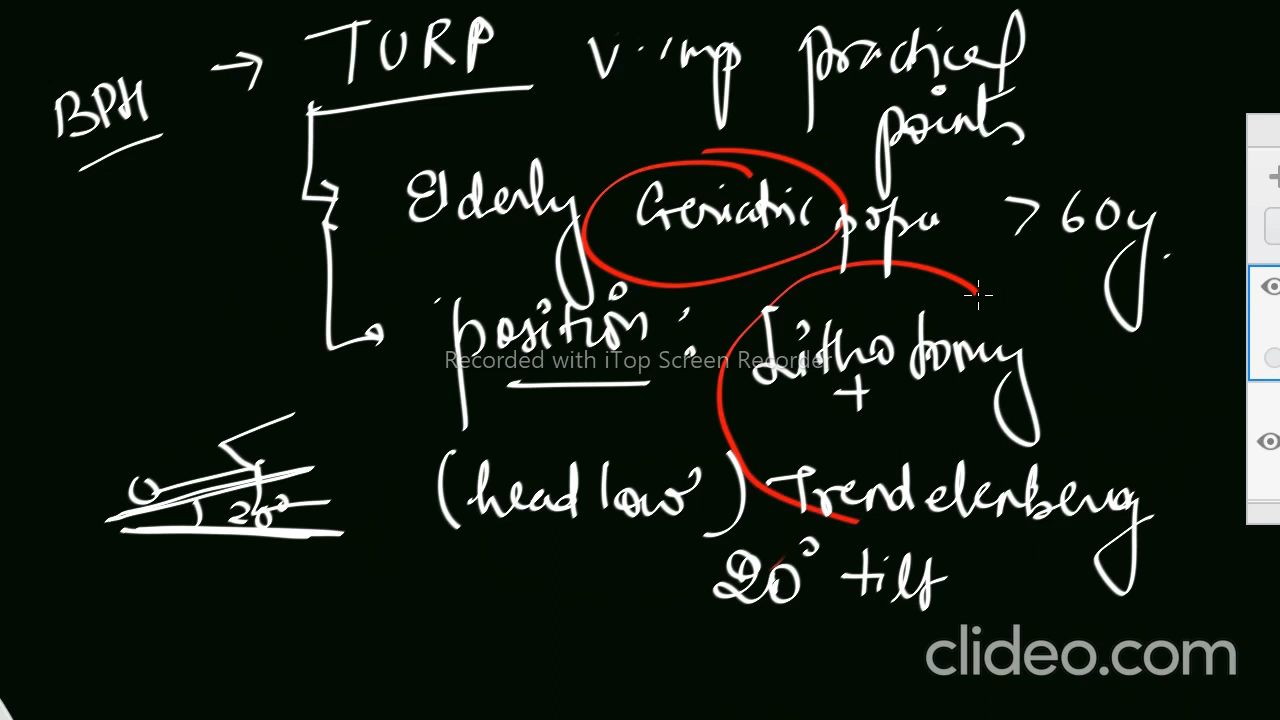 BPH → TURP v. imp practical
points
Elderly Geriatric popu > 60y.
position : Lithotomy
+
(head low) Trendelenberg
20° tilt
20°
Recorded with iTop Screen Recorder
clideo.com